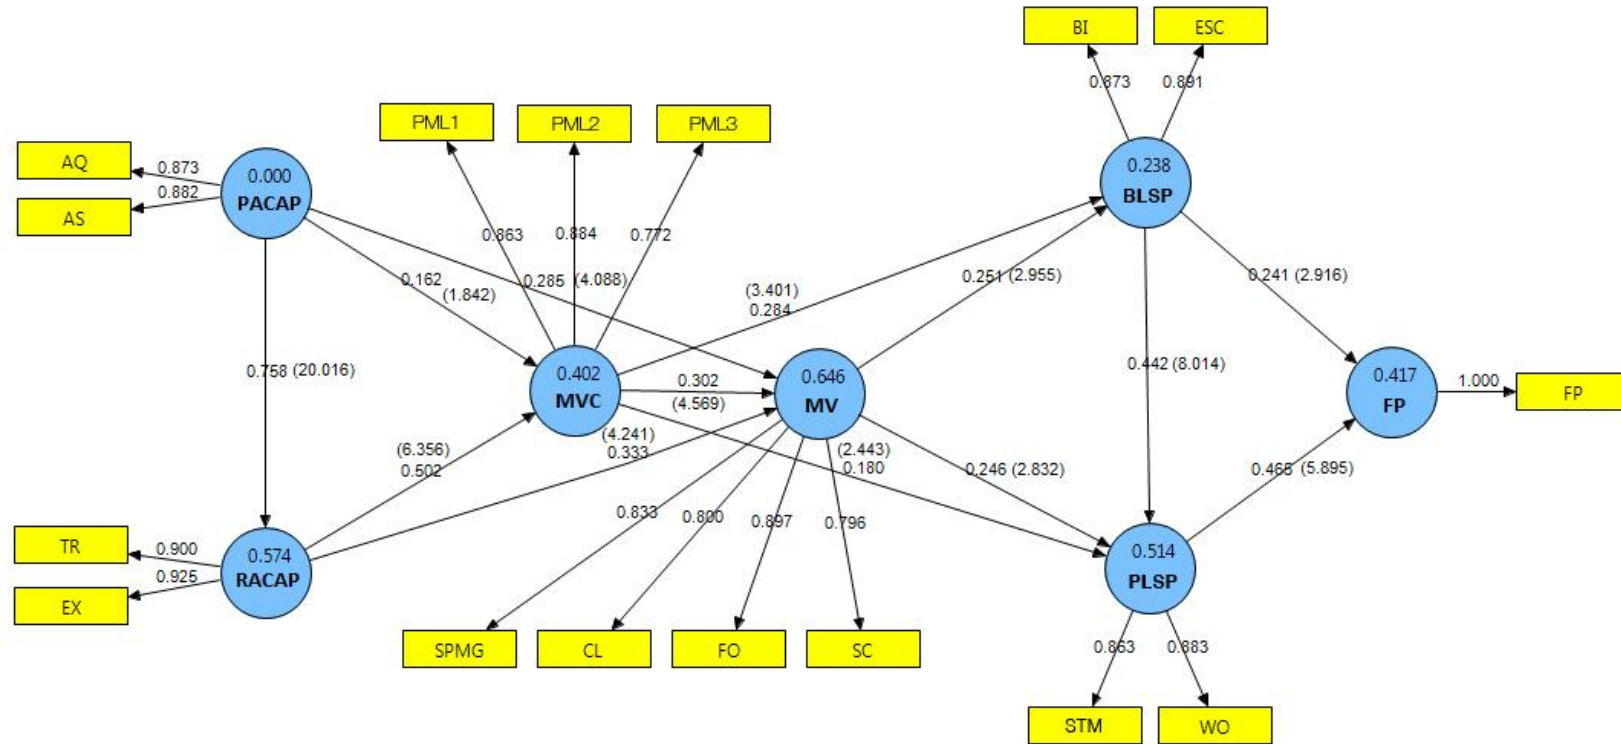 BI
ESC
0.873
0.891
PML1
PML2
PML3
AQ
0.873
AS
0.882
0.000
PACAP
0.238
BLSP
0.863
0.884
0.772
0.162
(1.842)
0.285 (4.088)
(3.401)
0.284
0.251 (2.955)
0.241 (2.916)
0.758 (20.016)
0.402
MVC
0.302
(4.569)
0.646
MV
0.442 (8.014)
0.417
FP
1.000
FP
(6.356)
0.502
(4.241)
0.333
(2.443)
0.180
0.246 (2.832)
0.465 (5.895)
TR
0.900
EX
0.925
0.574
RACAP
0.833
0.800
0.897
0.796
0.514
PLSP
SPMG
CL
FO
SC
0.863
0.883
STM
WO